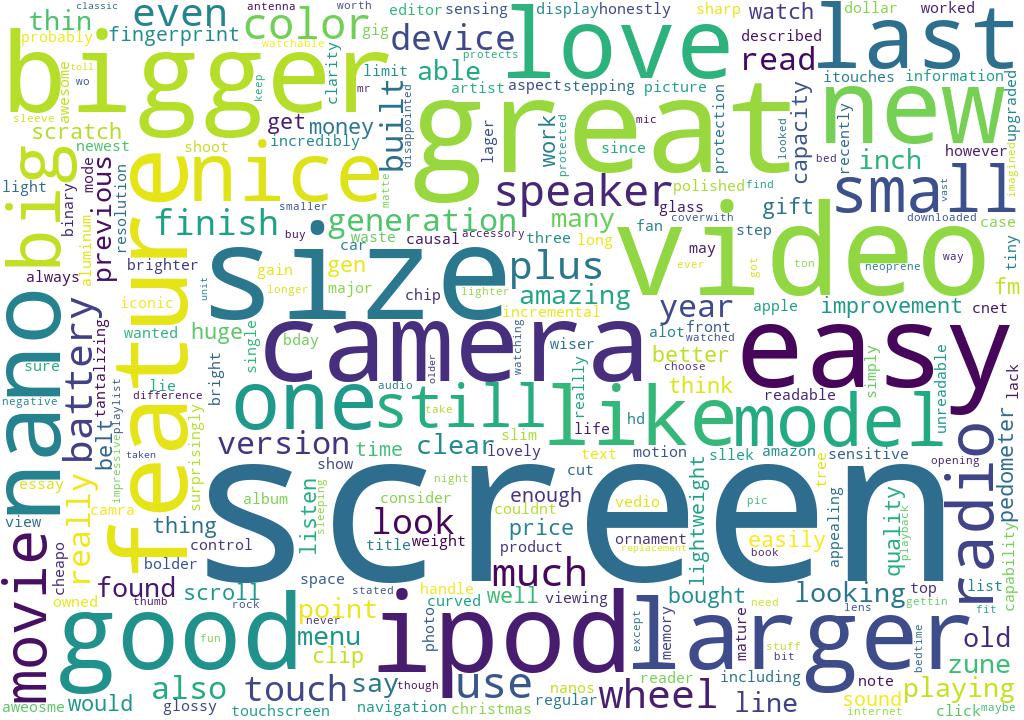 thin
even
color
antenna
worth
editor
sensing
display
honestly
sharp
classic
dollar
worked
probably
fingerprint
gig
watchable
device
protects
love
watch
described
read
last
toll
wo
bigger
keep
clarity
limit
able
artist
aspect
stepping
picture
itouches
information
awesome
mr
built
disappointed
great
mic
looked
protection
capacity
new
recently
upgraded
sleeve
scratch
get
money
incredibly
lager
work
protected
since
however
newest
shoot
bed
inch
imagined
big
light
binary
mode
previous
resolution
enice
nice
matte
speaker
polished
find
small
vast
smaller
glass
gift
downloaded
case
finish
generation
many
coverwith
fan
step
buy
car
waste
causal
accessory
three
long
video
way
tiny
always
aluminum
brighter
gain
gen
size
plus
may
ever
got
ton
neoprene
fm
iconic
unit
longer
major
chip
lighter
amazing
year
apple
improvement
cnet
nano
battery
tantalizing
wanted
huge
single
bday
camera
incremental
watching
wiser
alot
front
watched
easy
lack
sure
feature
lie
bright
audio
older
really
better
choose
readable
simply
unreadable
negative
playlist
impressive
belt
difference
one
still
take
like
life
hd
think
model
taken
surprisingly
version
time
clear
slim
lovely
text
motion
sllek
amazon
sensitive
opening
essay
show
cut
tree
radio
pedometer
view
really
camra
thing
album
listen
sleeping
night
consider
enough
couldnt
vedio
pic
lightweight
appealing
quality
playback
movie
cheapo
bolder
control
screen
look
title
weight
price
product
ornament
replacement
easily
book
owned
found
space
stated
much
list
capability
thumb
scroll
rock
handle
curved
well
viewing
bought
looking
top
gettin
fit
good
fun
never
point
menu
clip
photo
ipod
except
memory
need
lens
larger
mature
stuff
bit
bedtime
old
zune
aweosme
would
also
glossy
touch
touchscreen
say
though
navigation
christmas
use
nanos
regular
wheel
reader
line
including
note
sound
internet
playing
click
maybe